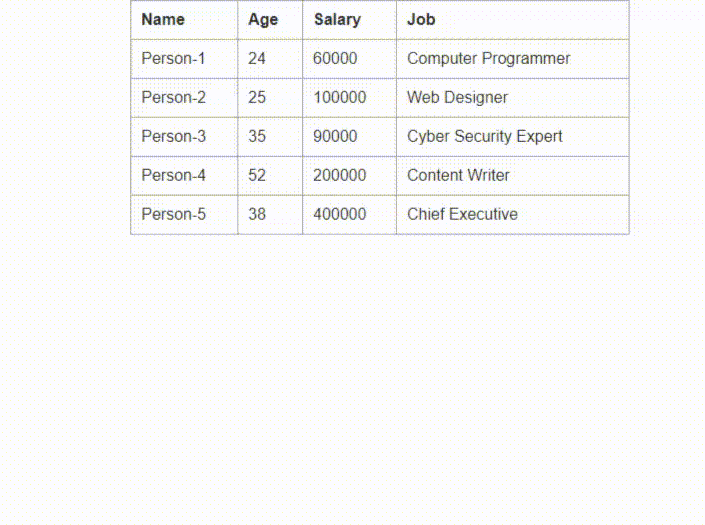 Name Age Salary Job
Person-1 24 60000 Computer Programmer
Person-2 25 100000 Web Designer
Person-3 35 90000 Cyber Security Expert
Person-4 52 200000 Content Writer
Person-5 38 400000 Chief Executive